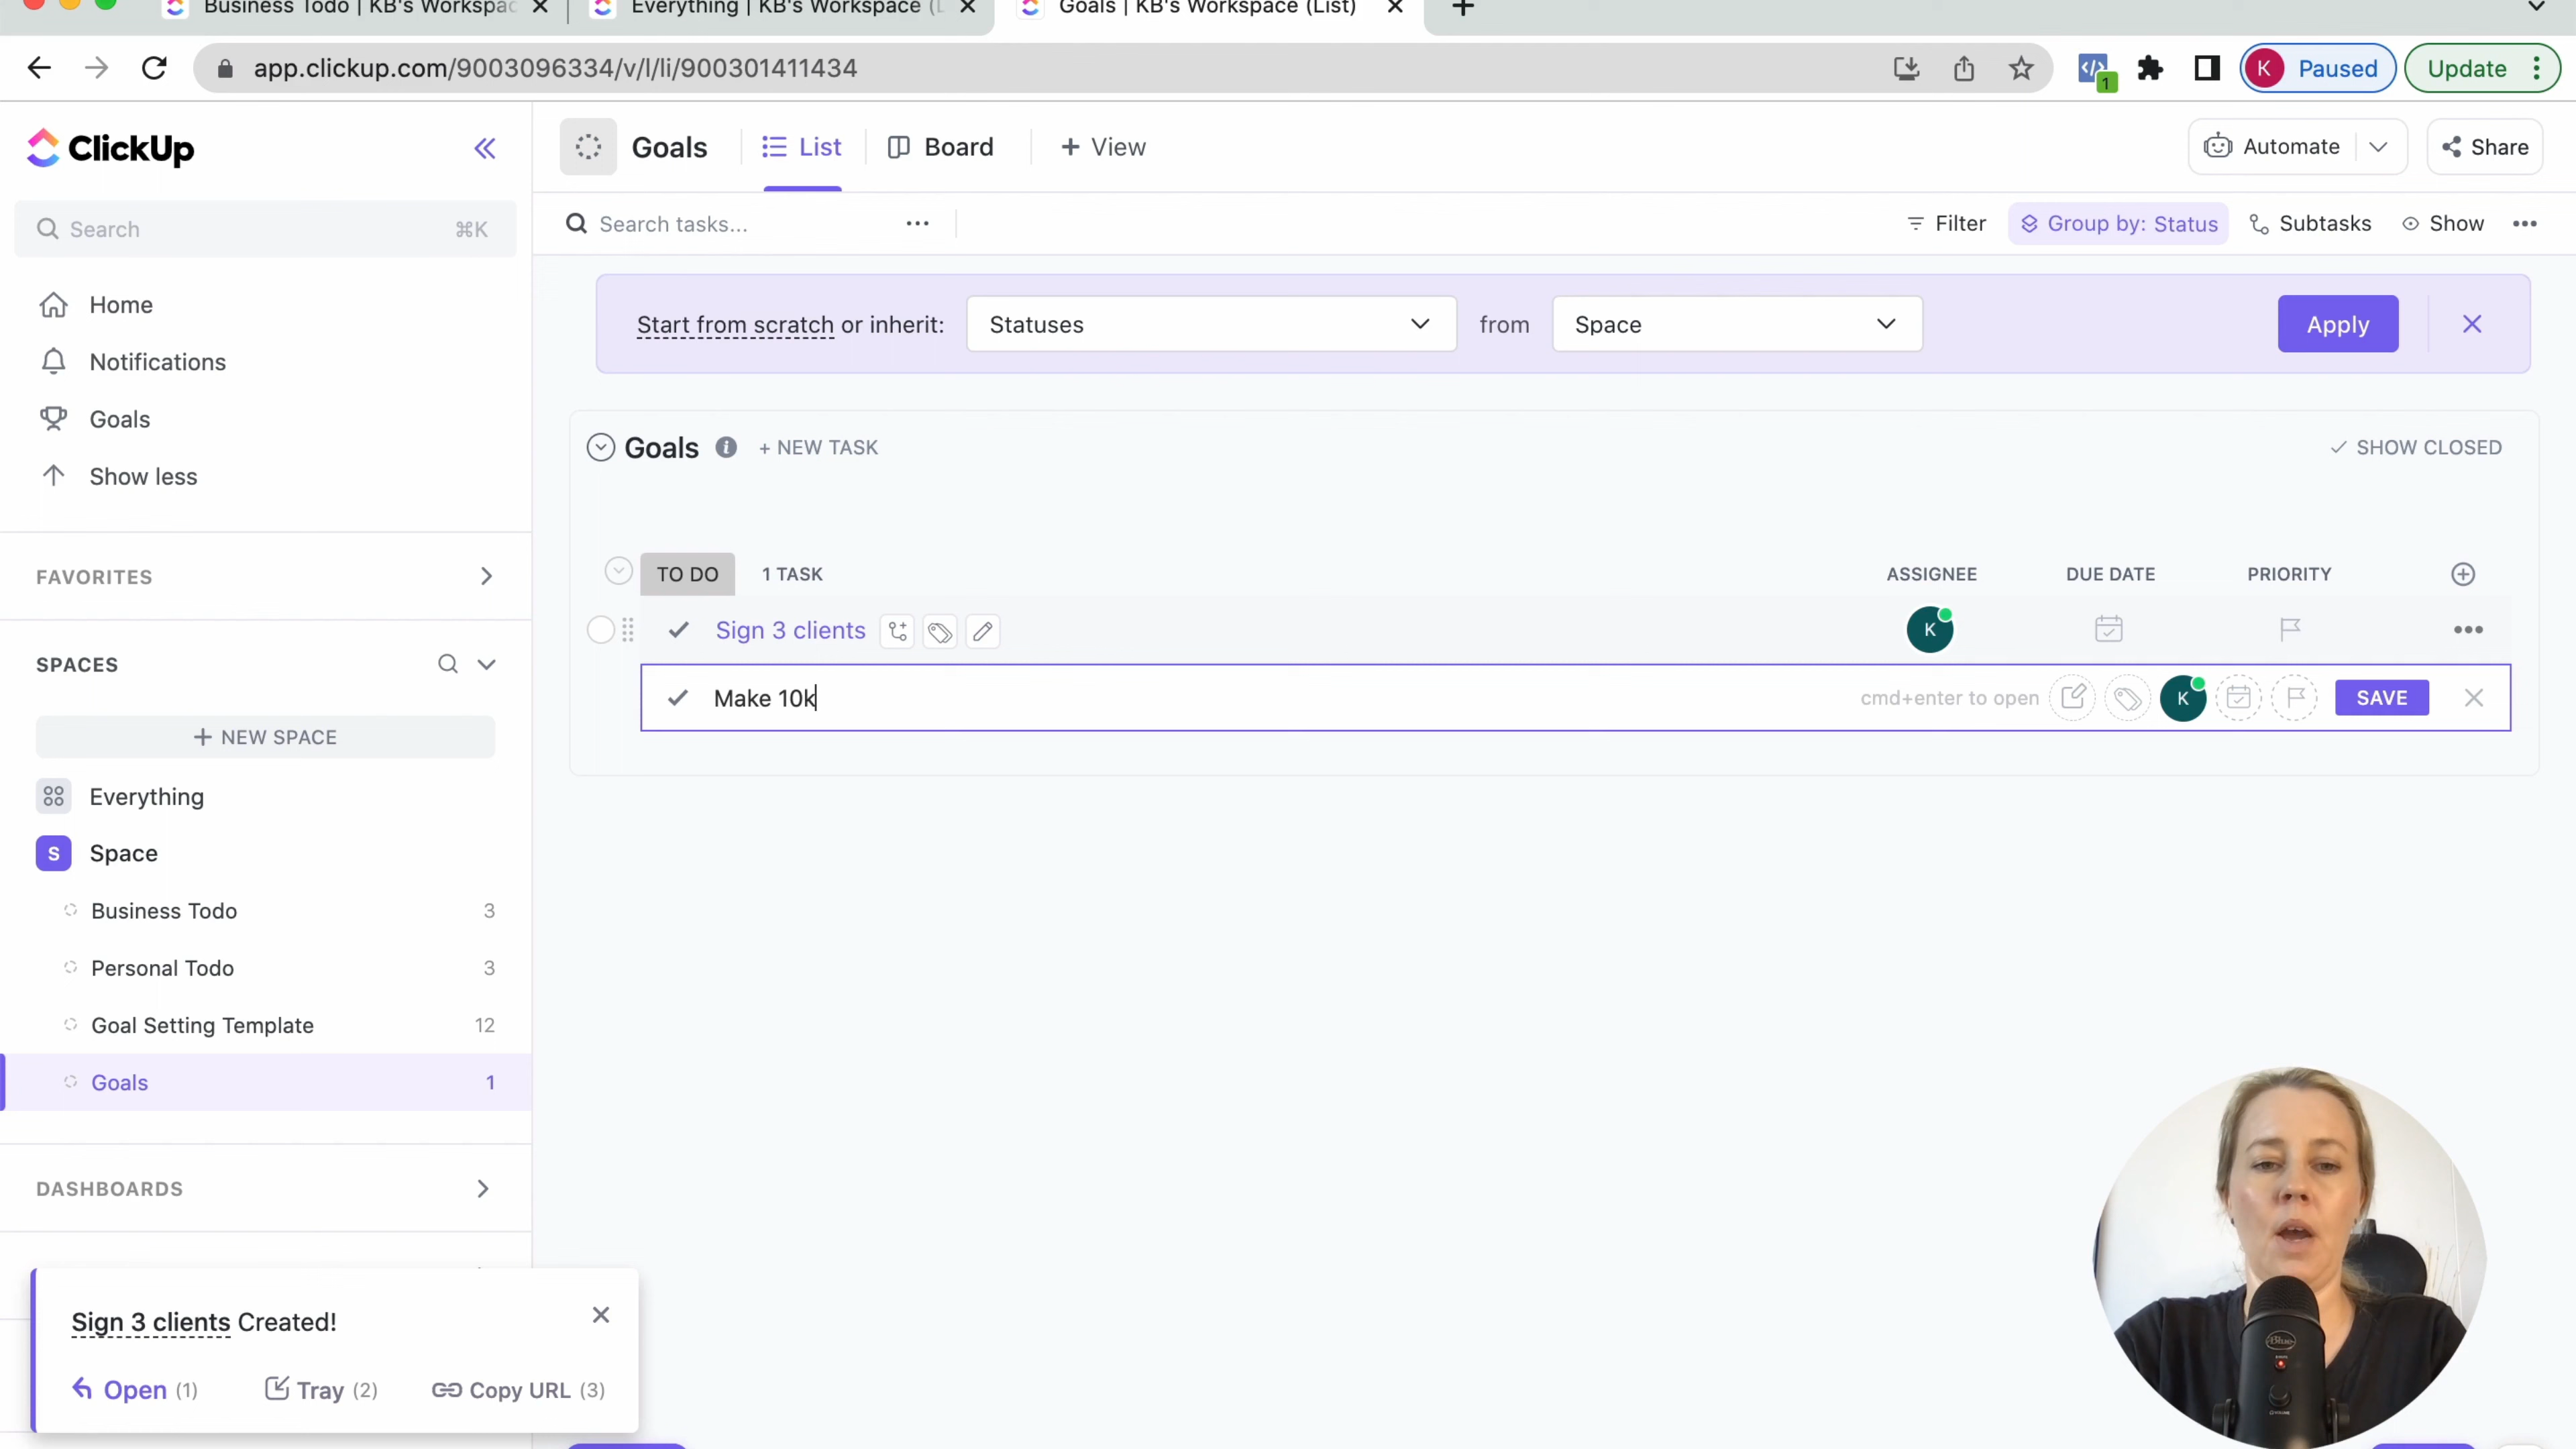 Business Todo | KB's Workspac
Everything | KB's Workspace (L
Goals | KB's Workspace (List)
app.clickup.com/9003096334/v/l/li/900301411434
1
K Paused
Update
ClickUp
Goals
List
Board
+ View
Automate
Share
Search
⌘K
Search tasks...
Filter
Group by: Status
Subtasks
Show
Home
Notifications
Goals
Show less
Start from scratch or inherit:
Statuses
from
Space
Apply
Goals
+ NEW TASK
SHOW CLOSED
FAVORITES
TO DO
1 TASK
ASSIGNEE
DUE DATE
PRIORITY
Sign 3 clients
K
SPACES
Make 10k
cmd+enter to open
K
SAVE
+ NEW SPACE
Everything
S Space
Business Todo 3
Personal Todo 3
Goal Setting Template 12
Goals 1
DASHBOARDS
Sign 3 clients Created!
Open (1)
Tray (2)
Copy URL (3)
Blue